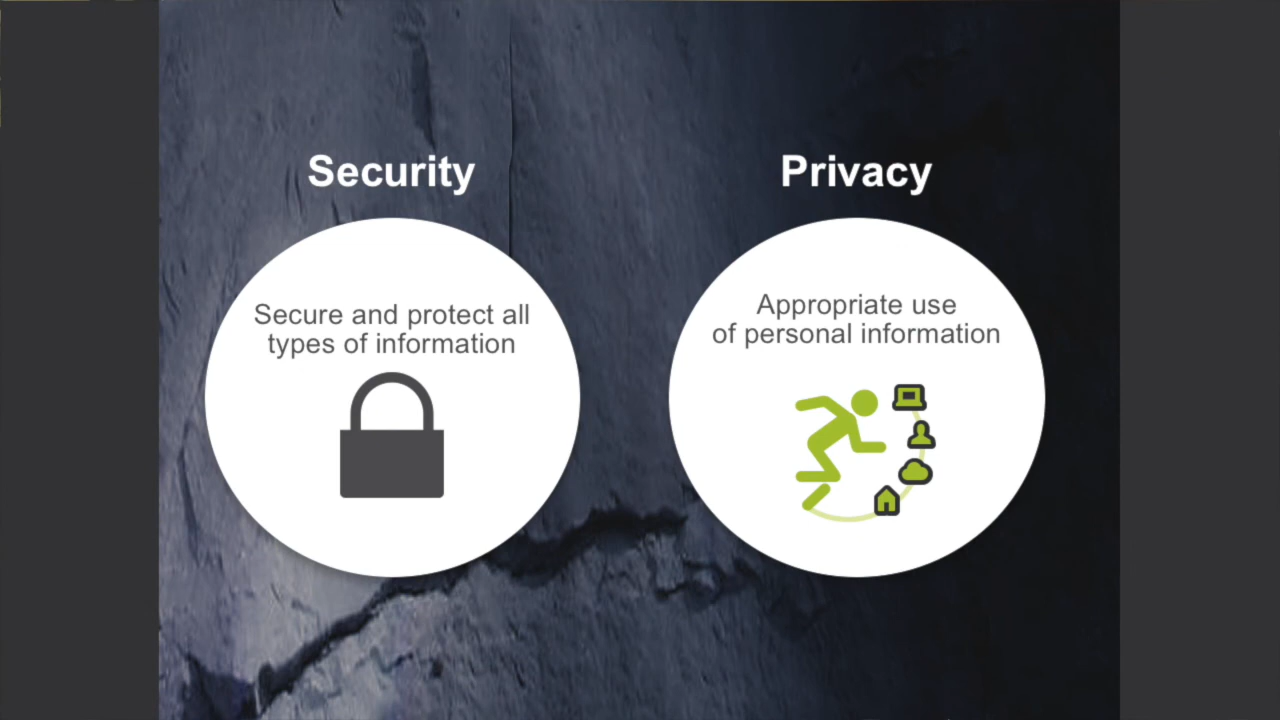 Security
Secure and protect all
types of information
Privacy
Appropriate use
of personal information